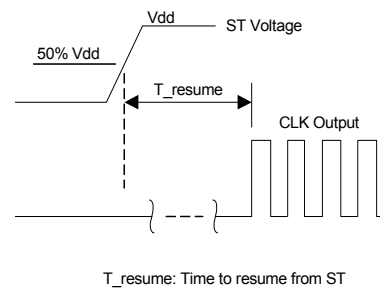 Vdd
ST Voltage
50% Vdd
T_resume
CLK Output
T_resume: Time to resume from ST